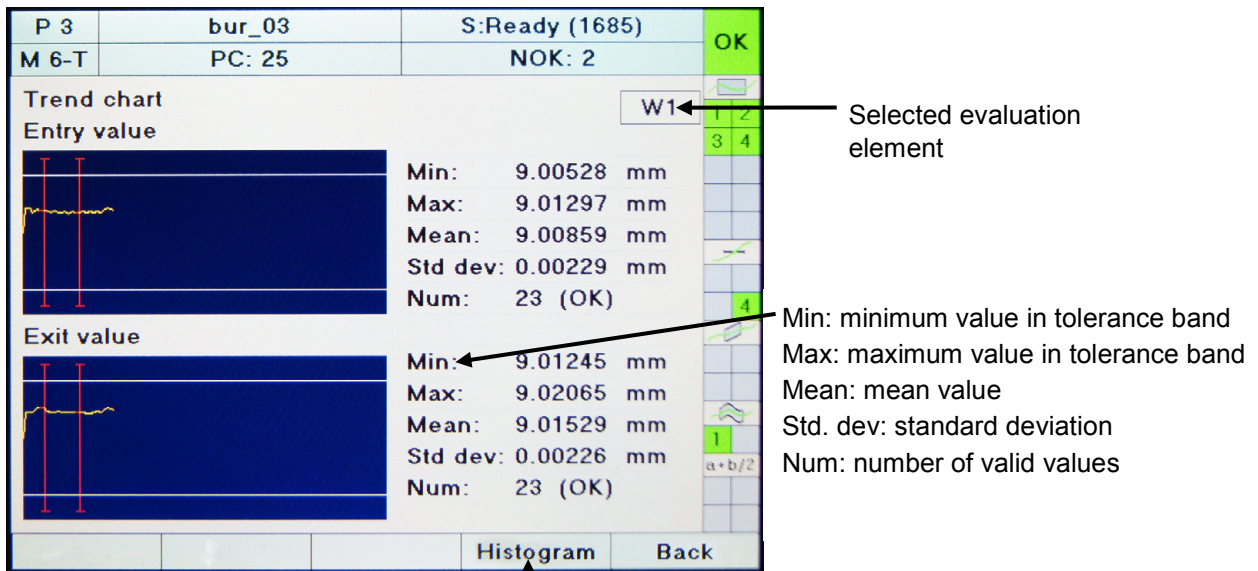 P 3 bur_03 S:Ready (1685) OK
M 6-T PC: 25 NOK: 2
Trend chart W1
Entry value
1 2
3 4
Min: 9.00528 mm
Max: 9.01297 mm
Mean: 9.00859 mm
Std dev: 0.00229 mm
Num: 23 (OK)
4
Exit value
Min: 9.01245 mm
Max: 9.02065 mm
Mean: 9.01529 mm
1
Std dev: 0.00226 mm
a+b/2
Num: 23 (OK)
Histogram Back
Selected evaluation
element
Min: minimum value in tolerance band
Max: maximum value in tolerance band
Mean: mean value
Std. dev: standard deviation
Num: number of valid values